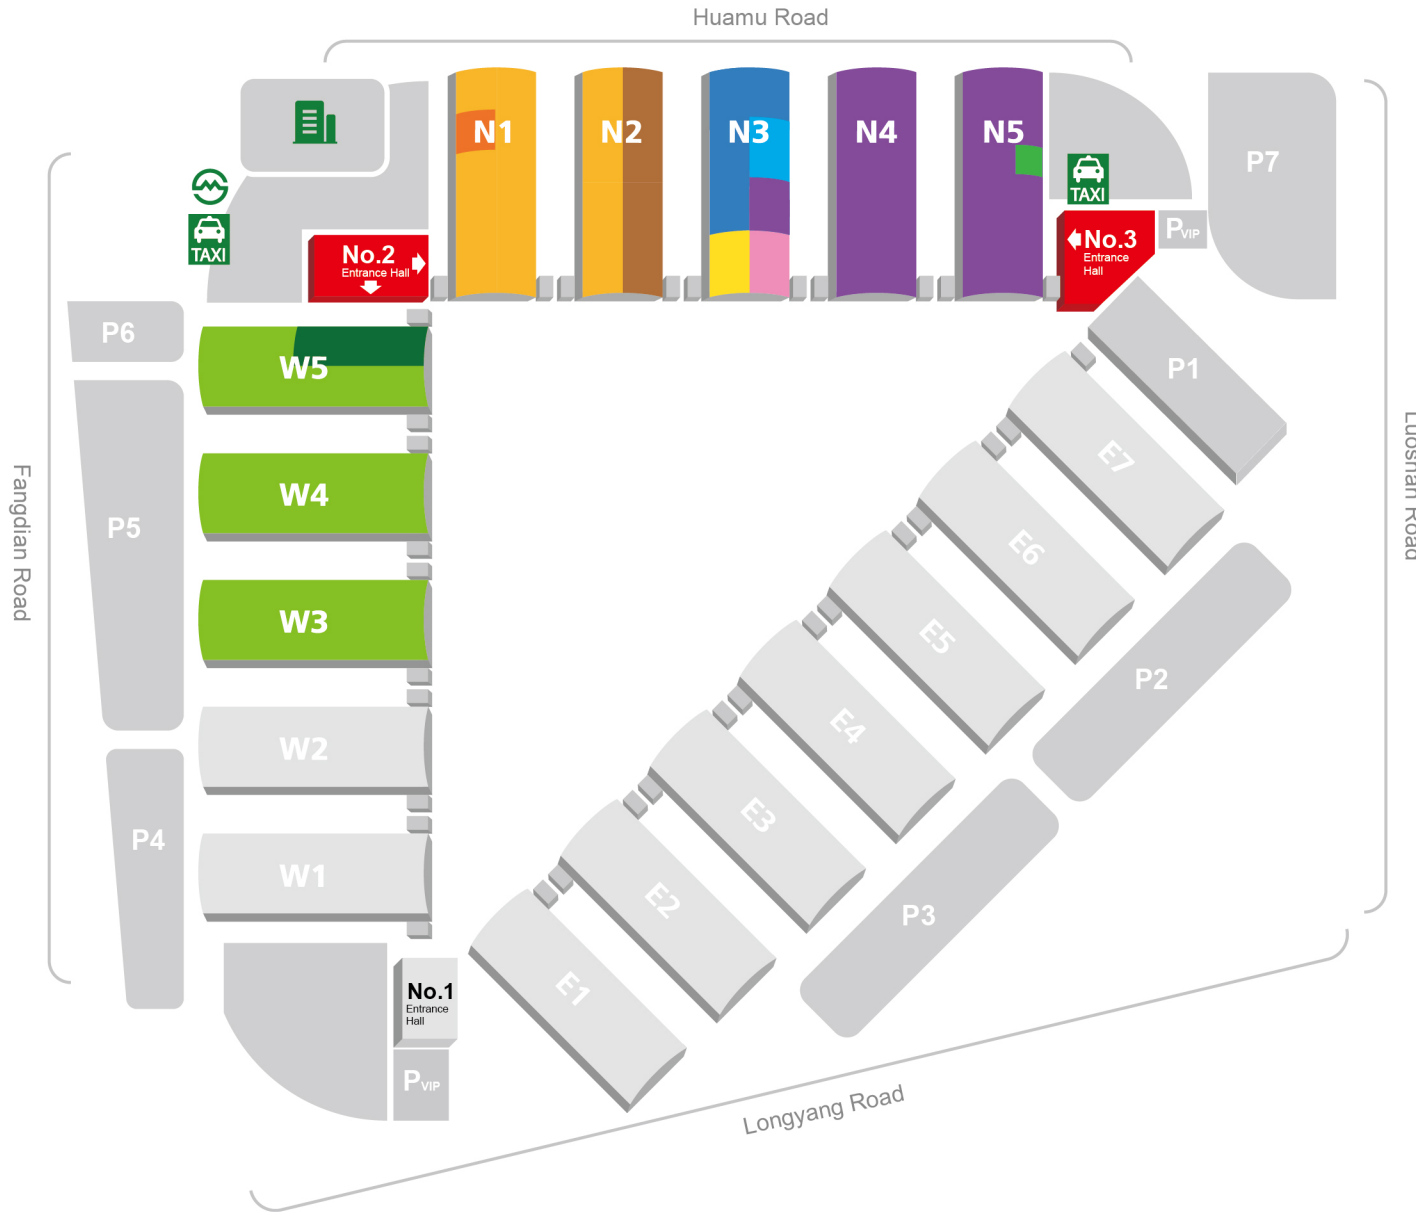 Huamu Road
N1
N2
N3
N4
N5
P7
TAXI
TAXI
No.2
Entrance Hall
No.3
Entrance
Hall
PVIP
P6
W5
P1
Fangdian Road
P5
W4
E7
Luoshan Road
W3
E6
E5
P2
W2
E4
P4
W1
E3
E2
P3
No.1
Entrance
Hall
E1
PVIP
Longyang Road